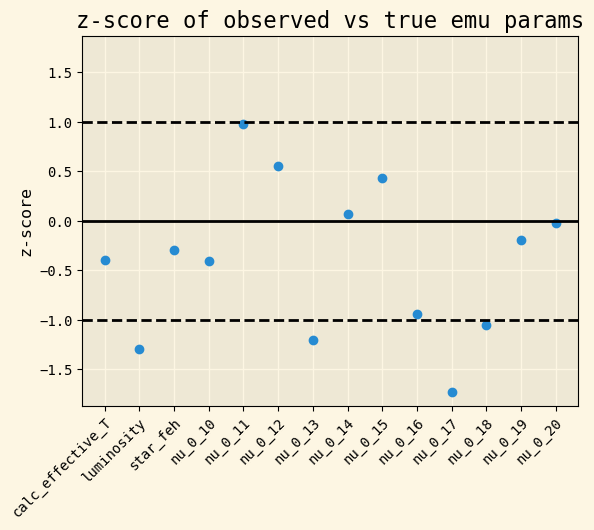 z-score of observed vs true emu params
z-score
1.5
1.0
0.5
0.0
−0.5
−1.0
−1.5
calc_effective_T
luminosity
star_feh
nu_0_10
nu_0_11
nu_0_12
nu_0_13
nu_0_14
nu_0_15
nu_0_16
nu_0_17
nu_0_18
nu_0_19
nu_0_20